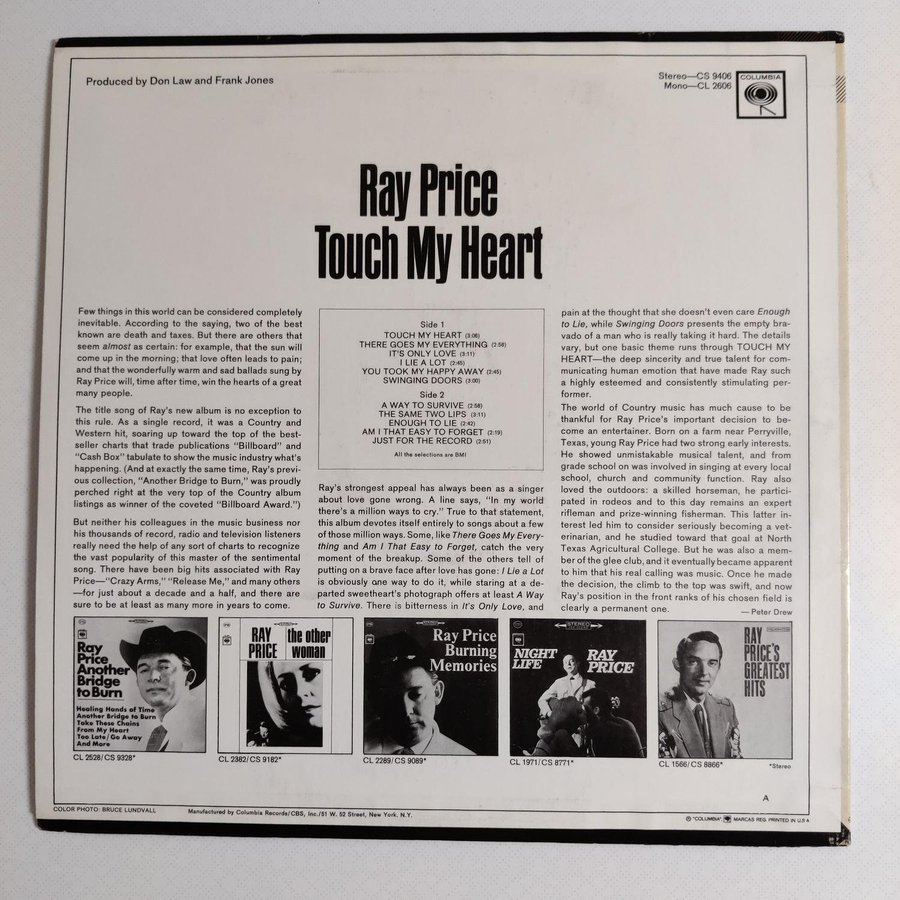 Produced by Don Law and Frank Jones
Stereo—CS 9406
Mono—CL 2606
COLUMBIA
Ray Price
Touch My Heart
Few things in this world can be considered completely
inevitable. According to the saying, two of the best
known are death and taxes. But there are others that
seem almost as certain: for example, that the sun will
come up in the morning; that love often leads to pain;
and that the wonderfully warm and sad ballads sung by
Ray Price will, time after time, win the hearts of a great
many people.
The title song of Ray's new album is no exception to
this rule. As a single record, it was a Country and
Western hit, soaring up toward the top of the best-
seller charts that trade publications "Billboard" and
"Cash Box" tabulate to show the music industry what's
happening. (And at exactly the same time, Ray's previ-
ous collection, "Another Bridge to Burn," was proudly
perched right at the very top of the Country album
listings as winner of the coveted "Billboard Award.")
But neither his colleagues in the music business nor
his thousands of record, radio and television listeners
really need the help of any sort of charts to recognize
the vast popularity of this master of the sentimental
song. There have been big hits associated with Ray
Price—"Crazy Arms," "Release Me," and many others
—for just about a decade and a half, and there are
sure to be at least as many more in years to come.
Side 1
TOUCH MY HEART (3:06)
THERE GOES MY EVERYTHING (2:58)
IT'S ONLY LOVE (3:11)
I LIE A LOT (2:45)
YOU TOOK MY HAPPY AWAY (2:45)
SWINGING DOORS (3:00)
Side 2
A WAY TO SURVIVE (2:58)
THE SAME TWO LIPS (3:11)
ENOUGH TO LIE (2:42)
AM I THAT EASY TO FORGET (2:19)
JUST FOR THE RECORD (2:51)
All the selections are BMI
Ray's strongest appeal has always been as a singer
about love gone wrong. A line says, "In my world
there's a million ways to cry." True to that statement,
this album devotes itself entirely to songs about a few
of those million ways. Some, like There Goes My Every-
thing and Am I That Easy to Forget, catch the very
moment of the breakup. Some of the others tell of
putting on a brave face after love has gone: I Lie a Lot
is obviously one way to do it, while staring at a de-
parted sweetheart's photograph offers at least A Way
to Survive. There is bitterness in It's Only Love, and
pain at the thought that she doesn't even care Enough
to Lie, while Swinging Doors presents the empty bra-
vado of a man who is really taking it hard. The details
vary, but one basic theme runs through TOUCH MY
HEART—the deep sincerity and true talent for com-
municating human emotion that have made Ray such
a highly esteemed and consistently stimulating per-
former.
The world of Country music has much cause to be
thankful for Ray Price's important decision to be-
come an entertainer. Born on a farm near Perryville,
Texas, young Ray Price had two strong early interests.
He showed unmistakable musical talent, and from
grade school on was involved in singing at every local
school, church and community function. Ray also
loved the outdoors: a skilled horseman, he partici-
pated in rodeos and to this day remains an expert
rifleman and prize-winning fisherman. This latter in-
terest led him to consider seriously becoming a vet-
erinarian, and he studied toward that goal at North
Texas Agricultural College. But he was also a mem-
ber of the glee club, and it eventually became apparent
to him that his real calling was music. Once he made
the decision, the climb to the top was swift, and now
Ray's position in the front ranks of his chosen field is
clearly a permanent one.
—Peter Drew
Ray
Price
Another
Bridge
to Burn
Healing Hands of Time
Another Bridge to Burn
Take These Chains
From My Heart
Too Late/Go Away
And More
CL 2528/CS 9328*
RAY
PRICE
the other
woman
CL 2382/CS 9182*
Ray Price
Burning
Memories
CL 2289/CS 9089*
STEREO
NIGHT
LIFE
RAY
PRICE
CL 1971/CS 8771*
RAY
PRICE'S
GREATEST
HITS
CL 1566/CS 8866*
*Stereo
A
COLOR PHOTO: BRUCE LUNDVALL
Manufactured by Columbia Records/CBS, Inc./51 W. 52 Street, New York, N.Y.
℗ "COLUMBIA", MARCAS REG. PRINTED IN U.S.A.